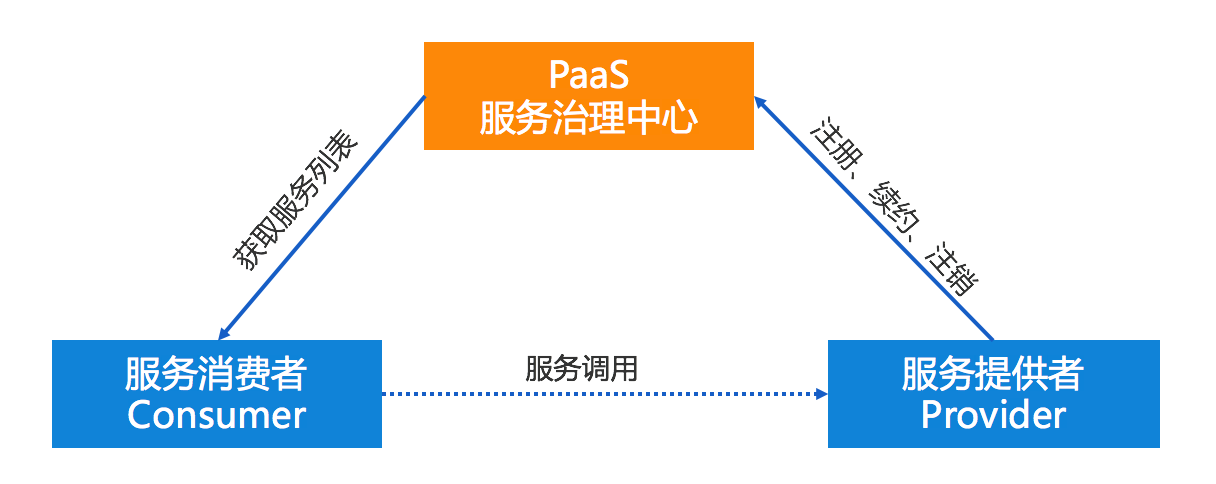 PaaS
服务治理中心
获取服务列表
注册、续约、注销
服务消费者
Consumer
服务调用
服务提供者
Provider